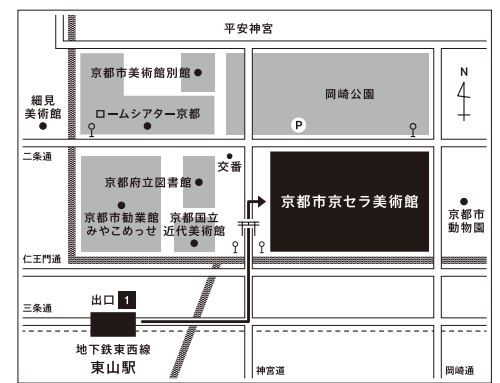 平安神宮
京都市美術館別館
岡崎公園
N
細見
美術館
ロームシアター京都
P
二条通
交番
京都府立図書館
京都市京セラ美術館
京都市勧業館
みやこめっせ
京都国立
近代美術館
京都市
動物園
仁王門通
出口 1
三条通
地下鉄東西線
東山駅
神宮道
岡崎通